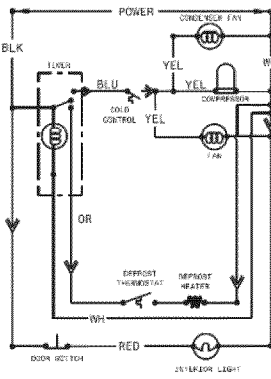 POWER
CONDENSER FAN
BLK
YEL
W
TIMER
BLU
YEL
COLD
CONTROL
COMPRESSOR
YEL
FAN
OR
DEFROST
THERMOSTAT
DEFROST
HEATER
WH
RED
DOOR SWITCH
INTERIOR LIGHT